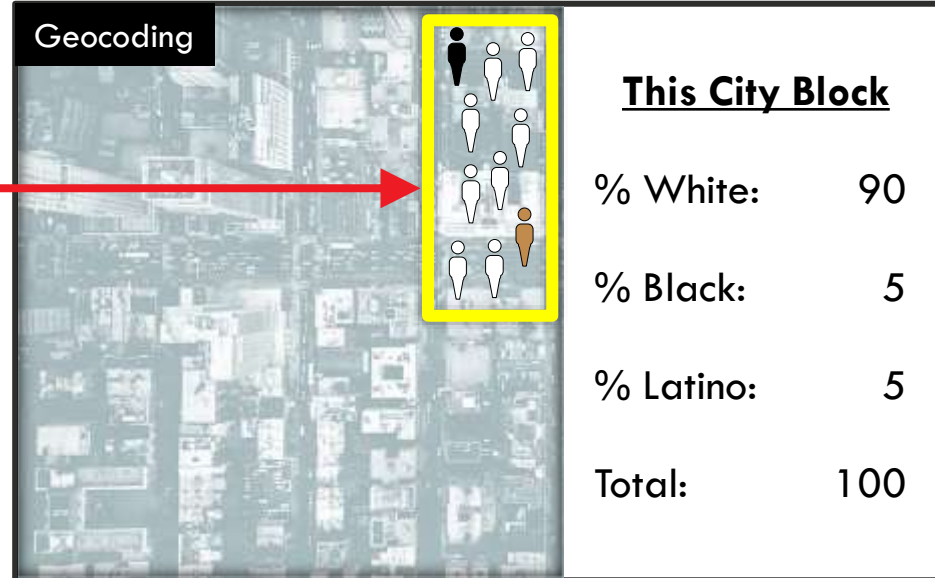 Geocoding
This City Block
% White: 90
% Black: 5
% Latino: 5
Total: 100